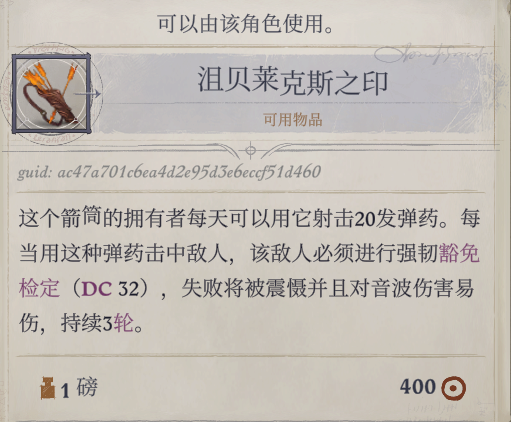 可以由该角色使用。
沮贝莱克斯之印
可用物品
guid: ac47a701c6ea4d2e95d3e6eccf51d460
这个箭筒的拥有者每天可以用它射击20发弹药。每
当用这种弹药击中敌人，该敌人必须进行强韧豁免
检定（DC 32），失败将被震慑并且对音波伤害易
伤，持续3轮。
1 磅
400